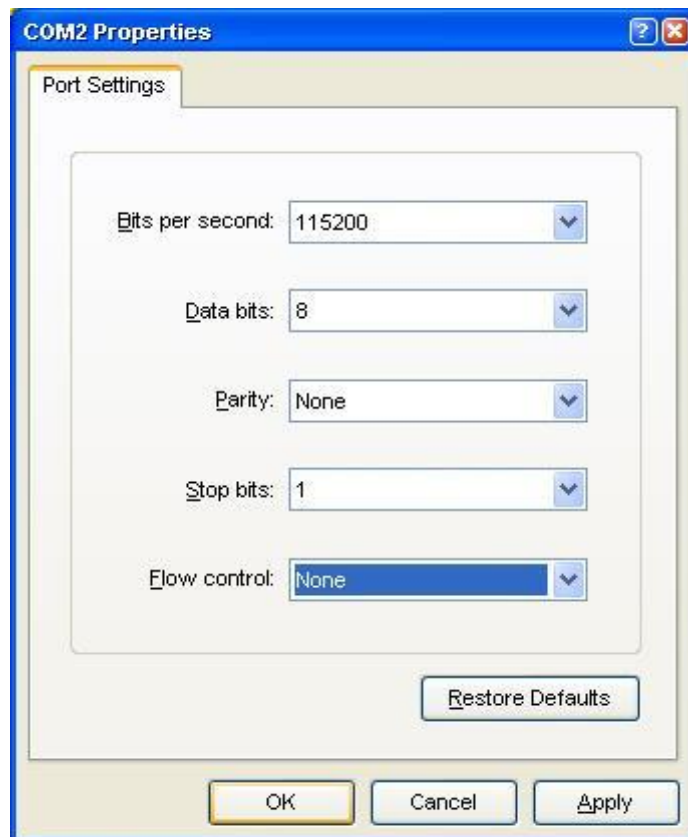 COM2 Properties
Port Settings
Bits per second: 115200
Data bits: 8
Parity: None
Stop bits: 1
Flow control: None
Restore Defaults
OK Cancel Apply